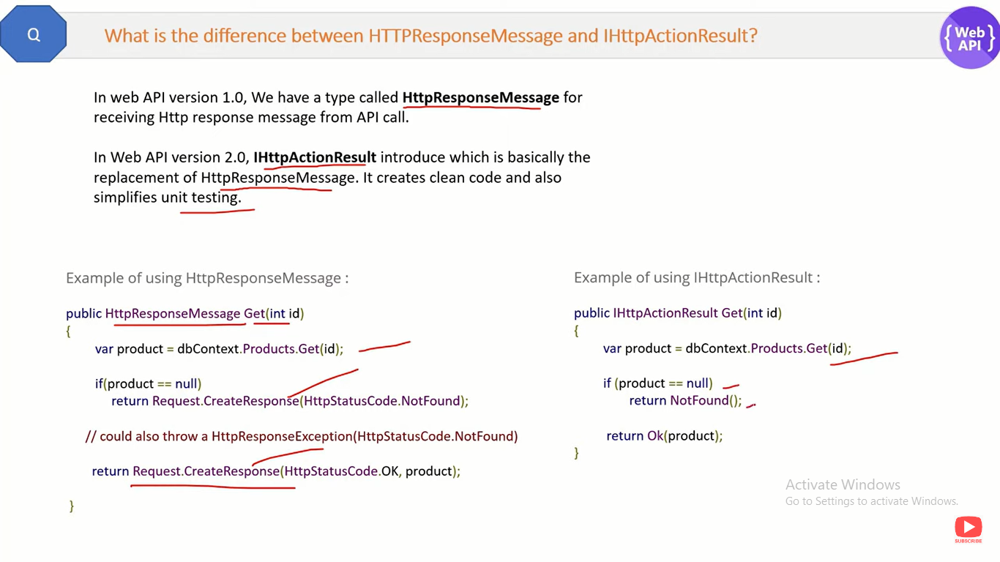 Q
What is the difference between HTTPResponseMessage and IHttpActionResult?
{Web API}
In web API version 1.0, We have a type called HttpResponseMessage for
receiving Http response message from API call.
In Web API version 2.0, IHttpActionResult introduce which is basically the
replacement of HttpResponseMessage. It creates clean code and also
simplifies unit testing.
Example of using HttpResponseMessage :
public HttpResponseMessage Get(int id)
{
var product = dbContext.Products.Get(id);
if(product == null)
return Request.CreateResponse(HttpStatusCode.NotFound);
// could also throw a HttpResponseException(HttpStatusCode.NotFound)
return Request.CreateResponse(HttpStatusCode.OK, product);
}
Example of using IHttpActionResult :
public IHttpActionResult Get(int id)
{
var product = dbContext.Products.Get(id);
if (product == null)
return NotFound();
return Ok(product);
}
Activate Windows
Go to Settings to activate Windows.
SUBSCRIBE